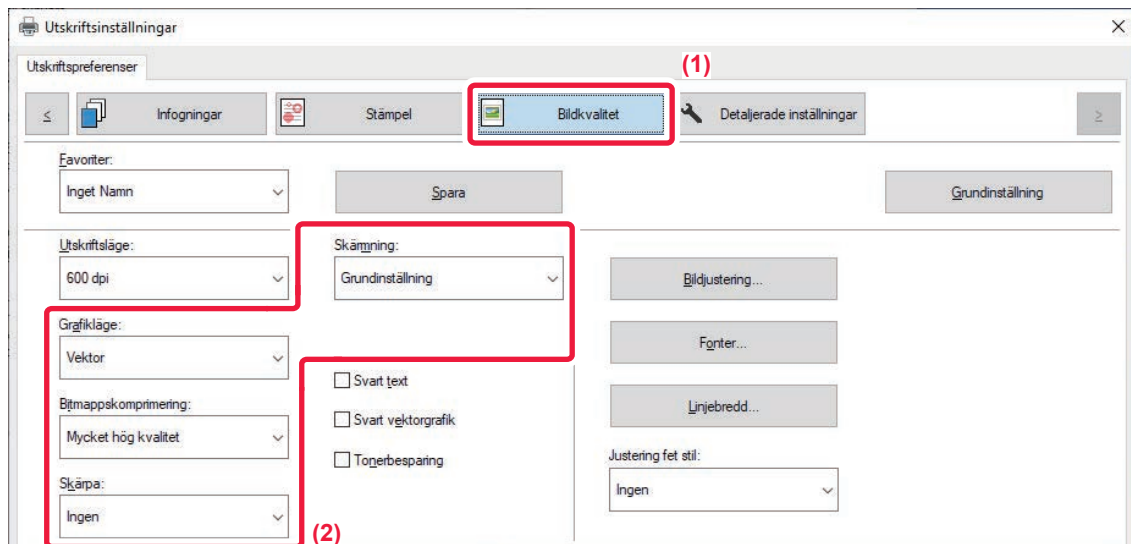 Utskriftsinställningar
Utskriftspreferenser
(1)
≤ Infogningar Stämpel Bildkvalitet Detaljerade inställningar ≥
Favoriter:
Inget Namn Spara Grundinställning
Utskriftsläge: Skärmning:
600 dpi Grundinställning Bildjustering...
Grafikläge:
Vektor Fonter...
Svart text
Bitmappskomprimering: Linjebredd...
Mycket hög kvalitet Svart vektorgrafik
Tonerbesparing Justering fet stil:
Skärpa:
Ingen Ingen
(2)